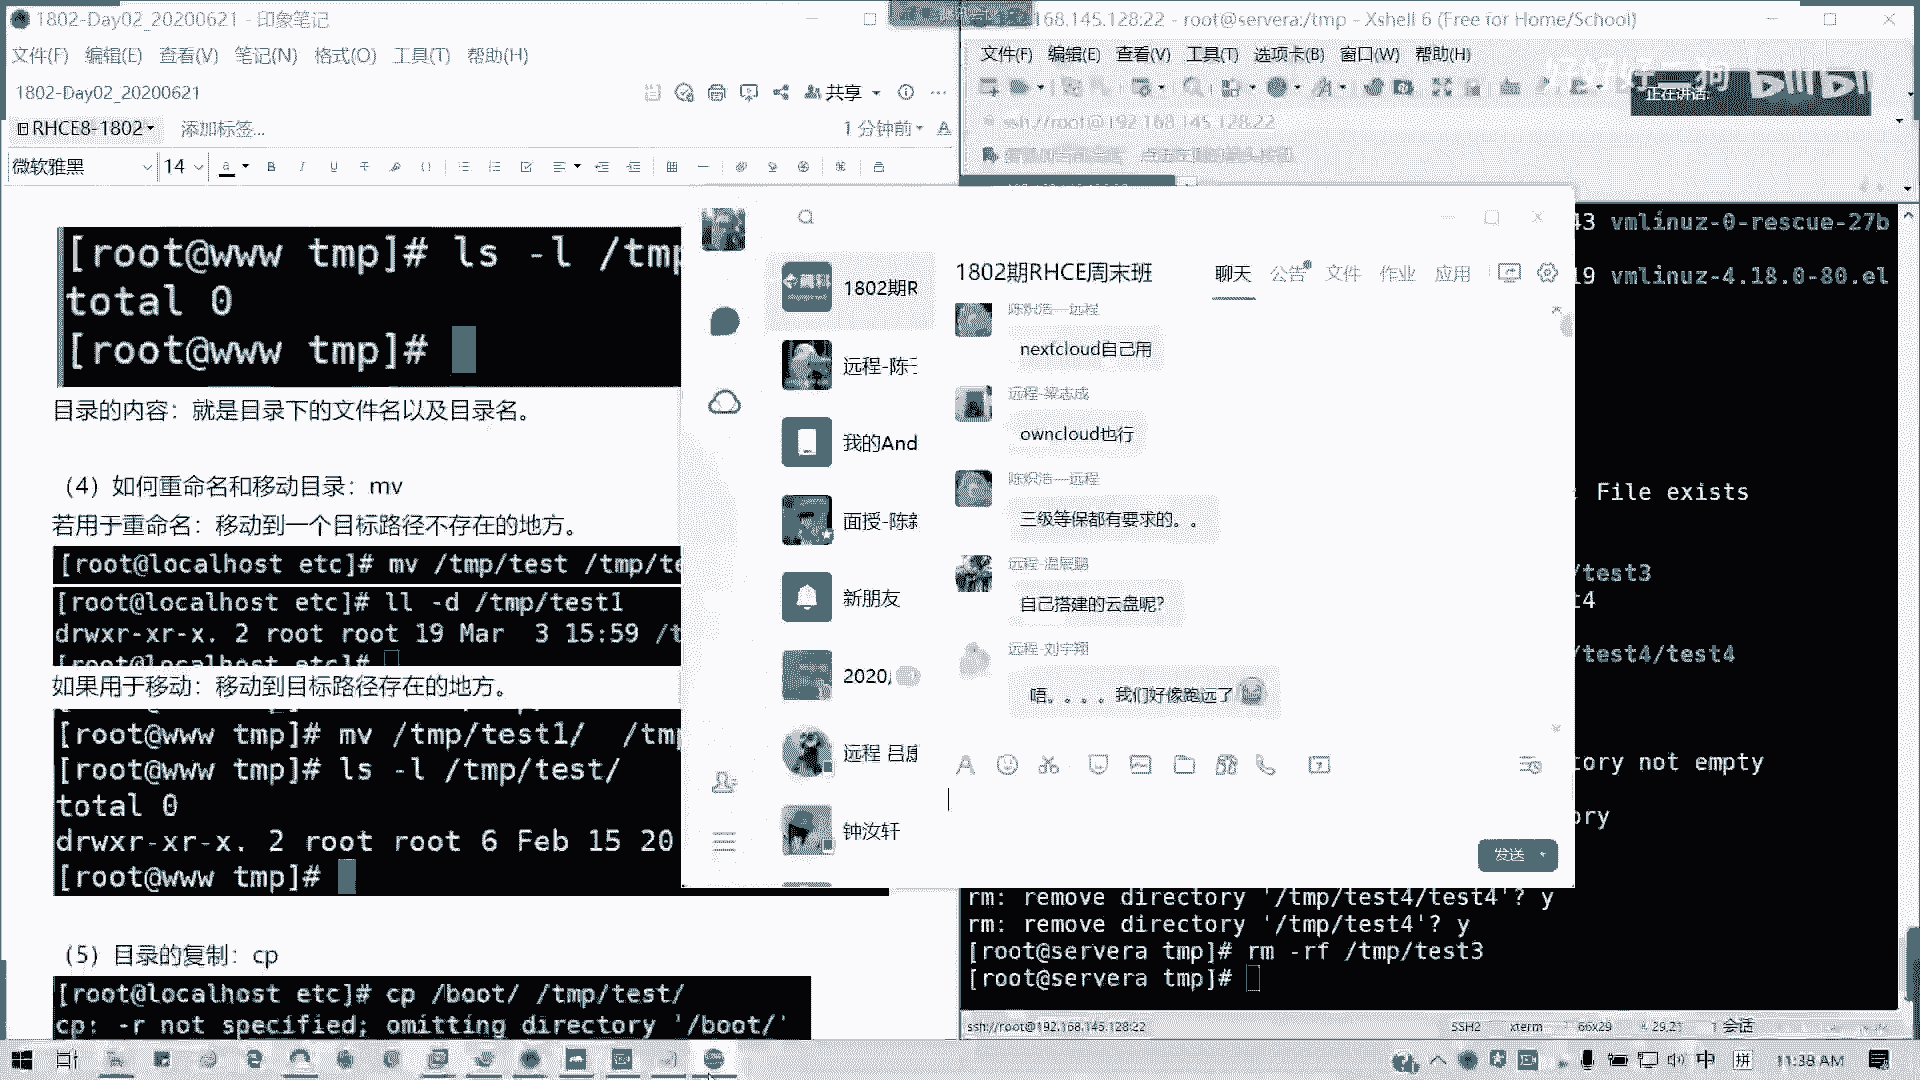 1802-Day02_20200621 - 印象笔记
文件(F) 编辑(E) 查看(V) 笔记(N) 格式(O) 工具(T) 帮助(H)
1802-Day02_20200621
共享
RHCE8-1802 添加标签...
1 分钟前
微软雅黑 14
[root@www tmp]# ls -l /tmp
total 0
[root@www tmp]#
目录的内容：就是目录下的文件名以及目录名。
（4）如何重命名和移动目录：mv
若用于重命名：移动到一个目标路径不存在的地方。
[root@localhost etc]# mv /tmp/test /tmp/te
[root@localhost etc]# ll -d /tmp/test1
drwxr-xr-x. 2 root root 19 Mar 3 15:59 /t
[root@localhost etc]#
如果用于移动：移动到目标路径存在的地方。
[root@www tmp]# mv /tmp/test1/ /tmp
[root@www tmp]# ls -l /tmp/test/
total 0
drwxr-xr-x. 2 root root 6 Feb 15 20
[root@www tmp]#
（5）目录的复制：cp
[root@localhost etc]# cp /boot/ /tmp/test/
cp: -r not specified; omitting directory '/boot/'
168.145.128:22 - root@servera:/tmp - Xshell 6 (Free for Home/School)
文件(F) 编辑(E) 查看(V) 工具(T) 选项卡(B) 窗口(W) 帮助(H)
正在讲话:
bilibili
ssh://root@192.168.145.128:22
43 vmlinuz-0-rescue-27b
19 vmlinuz-4.18.0-80.el
: File exists
/test3
t4
/test4/test4
tory not empty
ory
rm: remove directory '/tmp/test4/test4'? y
rm: remove directory '/tmp/test4'? y
[root@servera tmp]# rm -rf /tmp/test3
[root@servera tmp]#
ssh://root@192.168.145.128:22 SSH2 xterm 66x29 29,21 1 会话
1802期R
远程-陈
我的And
面授-陈新
新朋友
2020
远程 吕
钟汝轩
1802期RHCE周末班
聊天 公告 文件 作业 应用
nextcloud自己用
远程-梁志成
owncloud也行
三级等保都有要求的。。
远程-温展鹏
自己搭建的云盘呢？
远程-刘宇翔
唔。。。。我们好像跑远了
发送
中 拼 11:38 AM